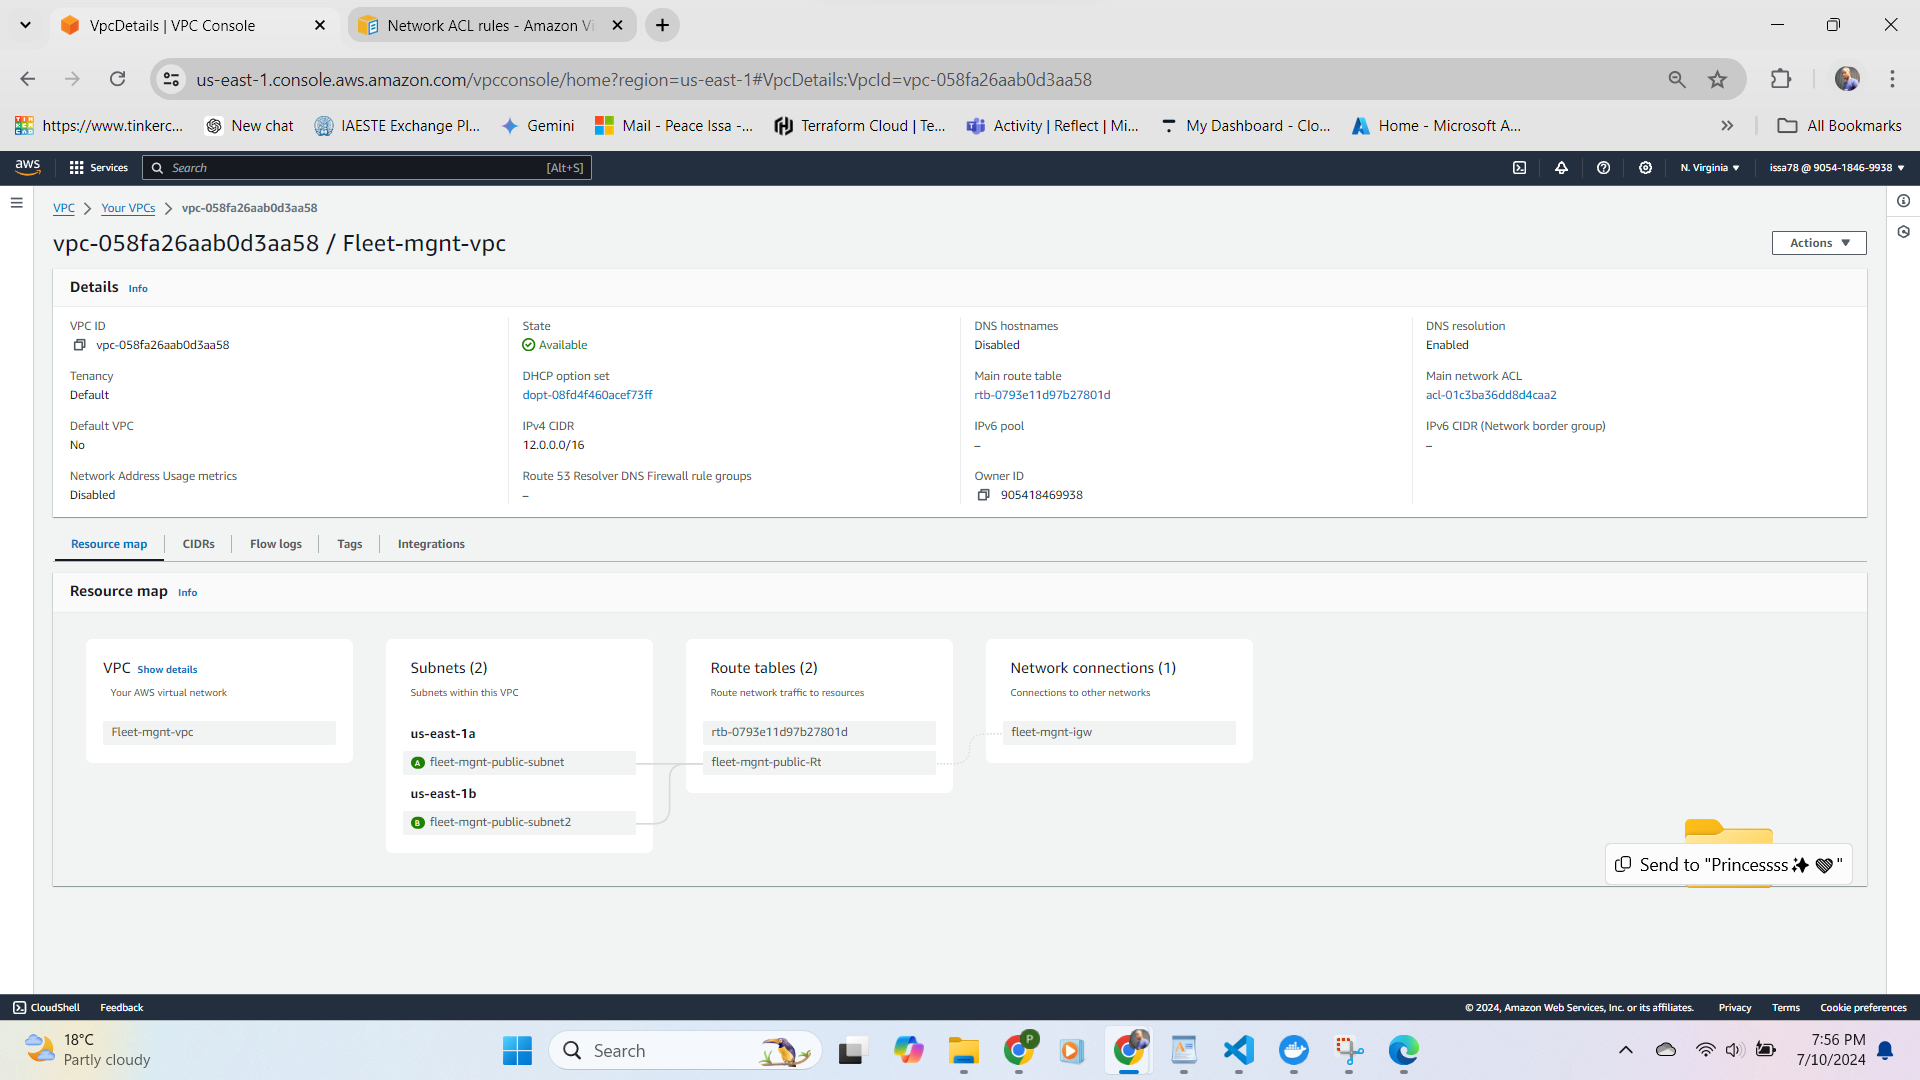 VpcDetails | VPC Console
Network ACL rules - Amazon Vi
us-east-1.console.aws.amazon.com/vpcconsole/home?region=us-east-1#VpcDetails:VpcId=vpc-058fa26aab0d3aa58
https://www.tinkerc...
New chat
IAESTE Exchange Pl...
Gemini
Mail - Peace Issa -...
Terraform Cloud | Te...
Activity | Reflect | Mi...
My Dashboard - Clo...
Home - Microsoft A...
All Bookmarks
aws
Services
Search
[Alt+S]
N. Virginia
issa78 @ 9054-1846-9938
VPC
Your VPCs
vpc-058fa26aab0d3aa58
vpc-058fa26aab0d3aa58 / Fleet-mgnt-vpc
Actions
Details Info
VPC ID
vpc-058fa26aab0d3aa58
State
Available
DNS hostnames
Disabled
DNS resolution
Enabled
Tenancy
Default
DHCP option set
dopt-08fd4f460acef73ff
Main route table
rtb-0793e11d97b27801d
Main network ACL
acl-01c3ba36dd8d4caa2
Default VPC
No
IPv4 CIDR
12.0.0.0/16
IPv6 pool
–
IPv6 CIDR (Network border group)
–
Network Address Usage metrics
Disabled
Route 53 Resolver DNS Firewall rule groups
–
Owner ID
905418469938
Resource map
CIDRs
Flow logs
Tags
Integrations
Resource map Info
VPC Show details
Your AWS virtual network
Fleet-mgnt-vpc
Subnets (2)
Subnets within this VPC
us-east-1a
A fleet-mgnt-public-subnet
us-east-1b
B fleet-mgnt-public-subnet2
Route tables (2)
Route network traffic to resources
rtb-0793e11d97b27801d
fleet-mgnt-public-Rt
Network connections (1)
Connections to other networks
fleet-mgnt-igw
Send to "Princessss✨ 💖"
CloudShell
Feedback
© 2024, Amazon Web Services, Inc. or its affiliates.
Privacy
Terms
Cookie preferences
18°C
Partly cloudy
Search
P
7:56 PM
7/10/2024